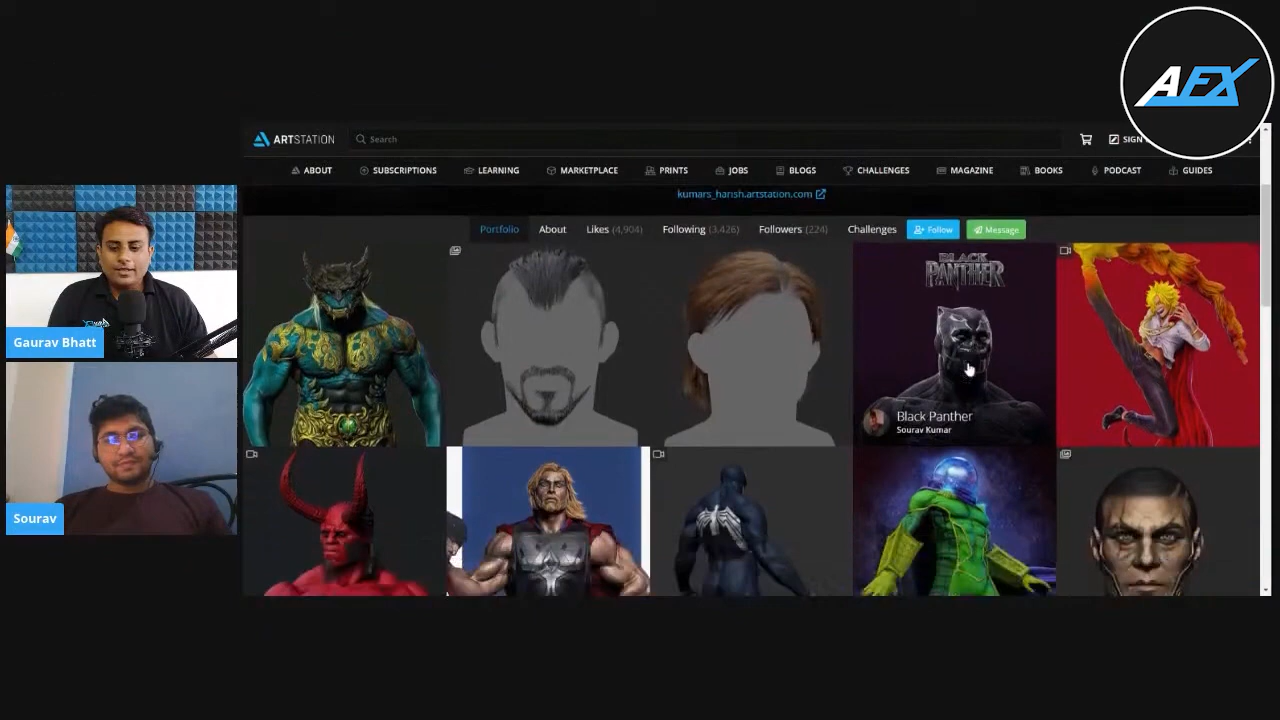 AFX
ARTSTATION
Search
SIGN
ABOUT
SUBSCRIPTIONS
LEARNING
MARKETPLACE
PRINTS
JOBS
BLOGS
CHALLENGES
MAGAZINE
BOOKS
PODCAST
GUIDES
kumars_harish.artstation.com
Portfolio
About
Likes (4,904)
Following (3,426)
Followers (224)
Challenges
Follow
Message
BLACK
PANTHER
Black Panther
Sourav Kumar
Gaurav Bhatt
Sourav